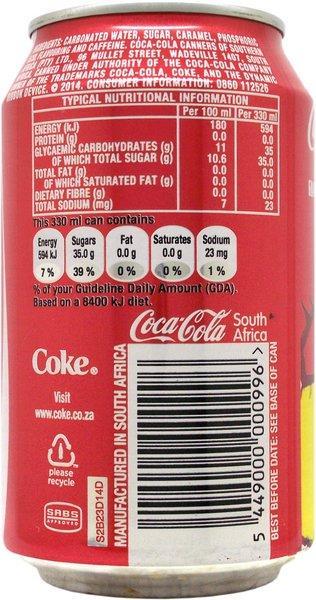 INGREDIENTS: CARBONATED WATER, SUGAR, CARAMEL, PHOSPHORIC
FLAVOURING AND CAFFEINE. COCA-COLA CANNERS OF SOUTHERN
(PTY) LTD. 96 MULLET STREET, WADEVILLE 1407, SOUTH
CANNED UNDER AUTHORITY OF THE COCA-COLA COMPANY
OF THE TRADEMARKS COCA-COLA, COKE, AND THE DYNAMIC
RIBBON DEVICE. © 2014. CONSUMER INFORMATION: 0860 112526
TYPICAL NUTRITIONAL INFORMATION
Per 100 ml Per 330 ml
ENERGY (kJ) 180 594
PROTEIN (g) 0.0 0.0
GLYCAEMIC CARBOHYDRATES (g) 11 35
OF WHICH TOTAL SUGAR (g) 10.6 35.0
TOTAL FAT (g) 0.0 0.0
OF WHICH SATURATED FAT (g) 0.0 0.0
DIETARY FIBRE (g) 0.0 0.0
TOTAL SODIUM (mg) 7 23
This 330 ml can contains
Energy Sugars Fat Saturates Sodium
594 kJ 35.0 g 0.0 g 0.0 g 23 mg
7 % 39 % 0 % 0 % 1 %
% of your Guideline Daily Amount (GDA).
Based on a 8400 kJ diet.
Coca-Cola South Africa
Coke®
Visit
www.coke.co.za
please
recycle
SABS
APPROVED
S2B23D14D
MANUFACTURED IN SOUTH AFRICA
5 449000 000996>
BEST BEFORE DATE: SEE BASE OF CAN